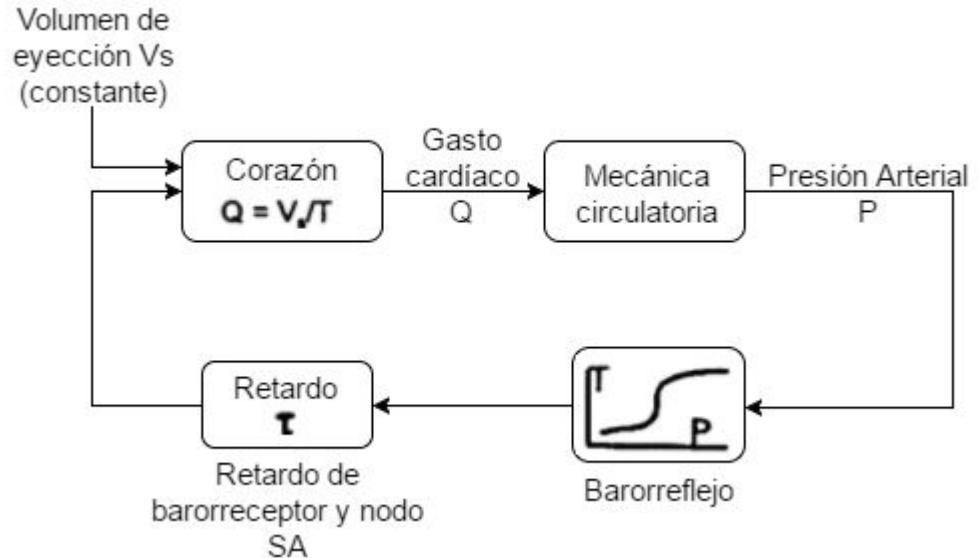 Volumen de
eyección Vs
(constante)
Corazón
Q = Vs/T
Gasto
cardíaco
Q
Mecánica
circulatoria
Presión Arterial
P
T
P
Barorreflejo
Retardo
τ
Retardo de
barorreceptor y nodo
SA